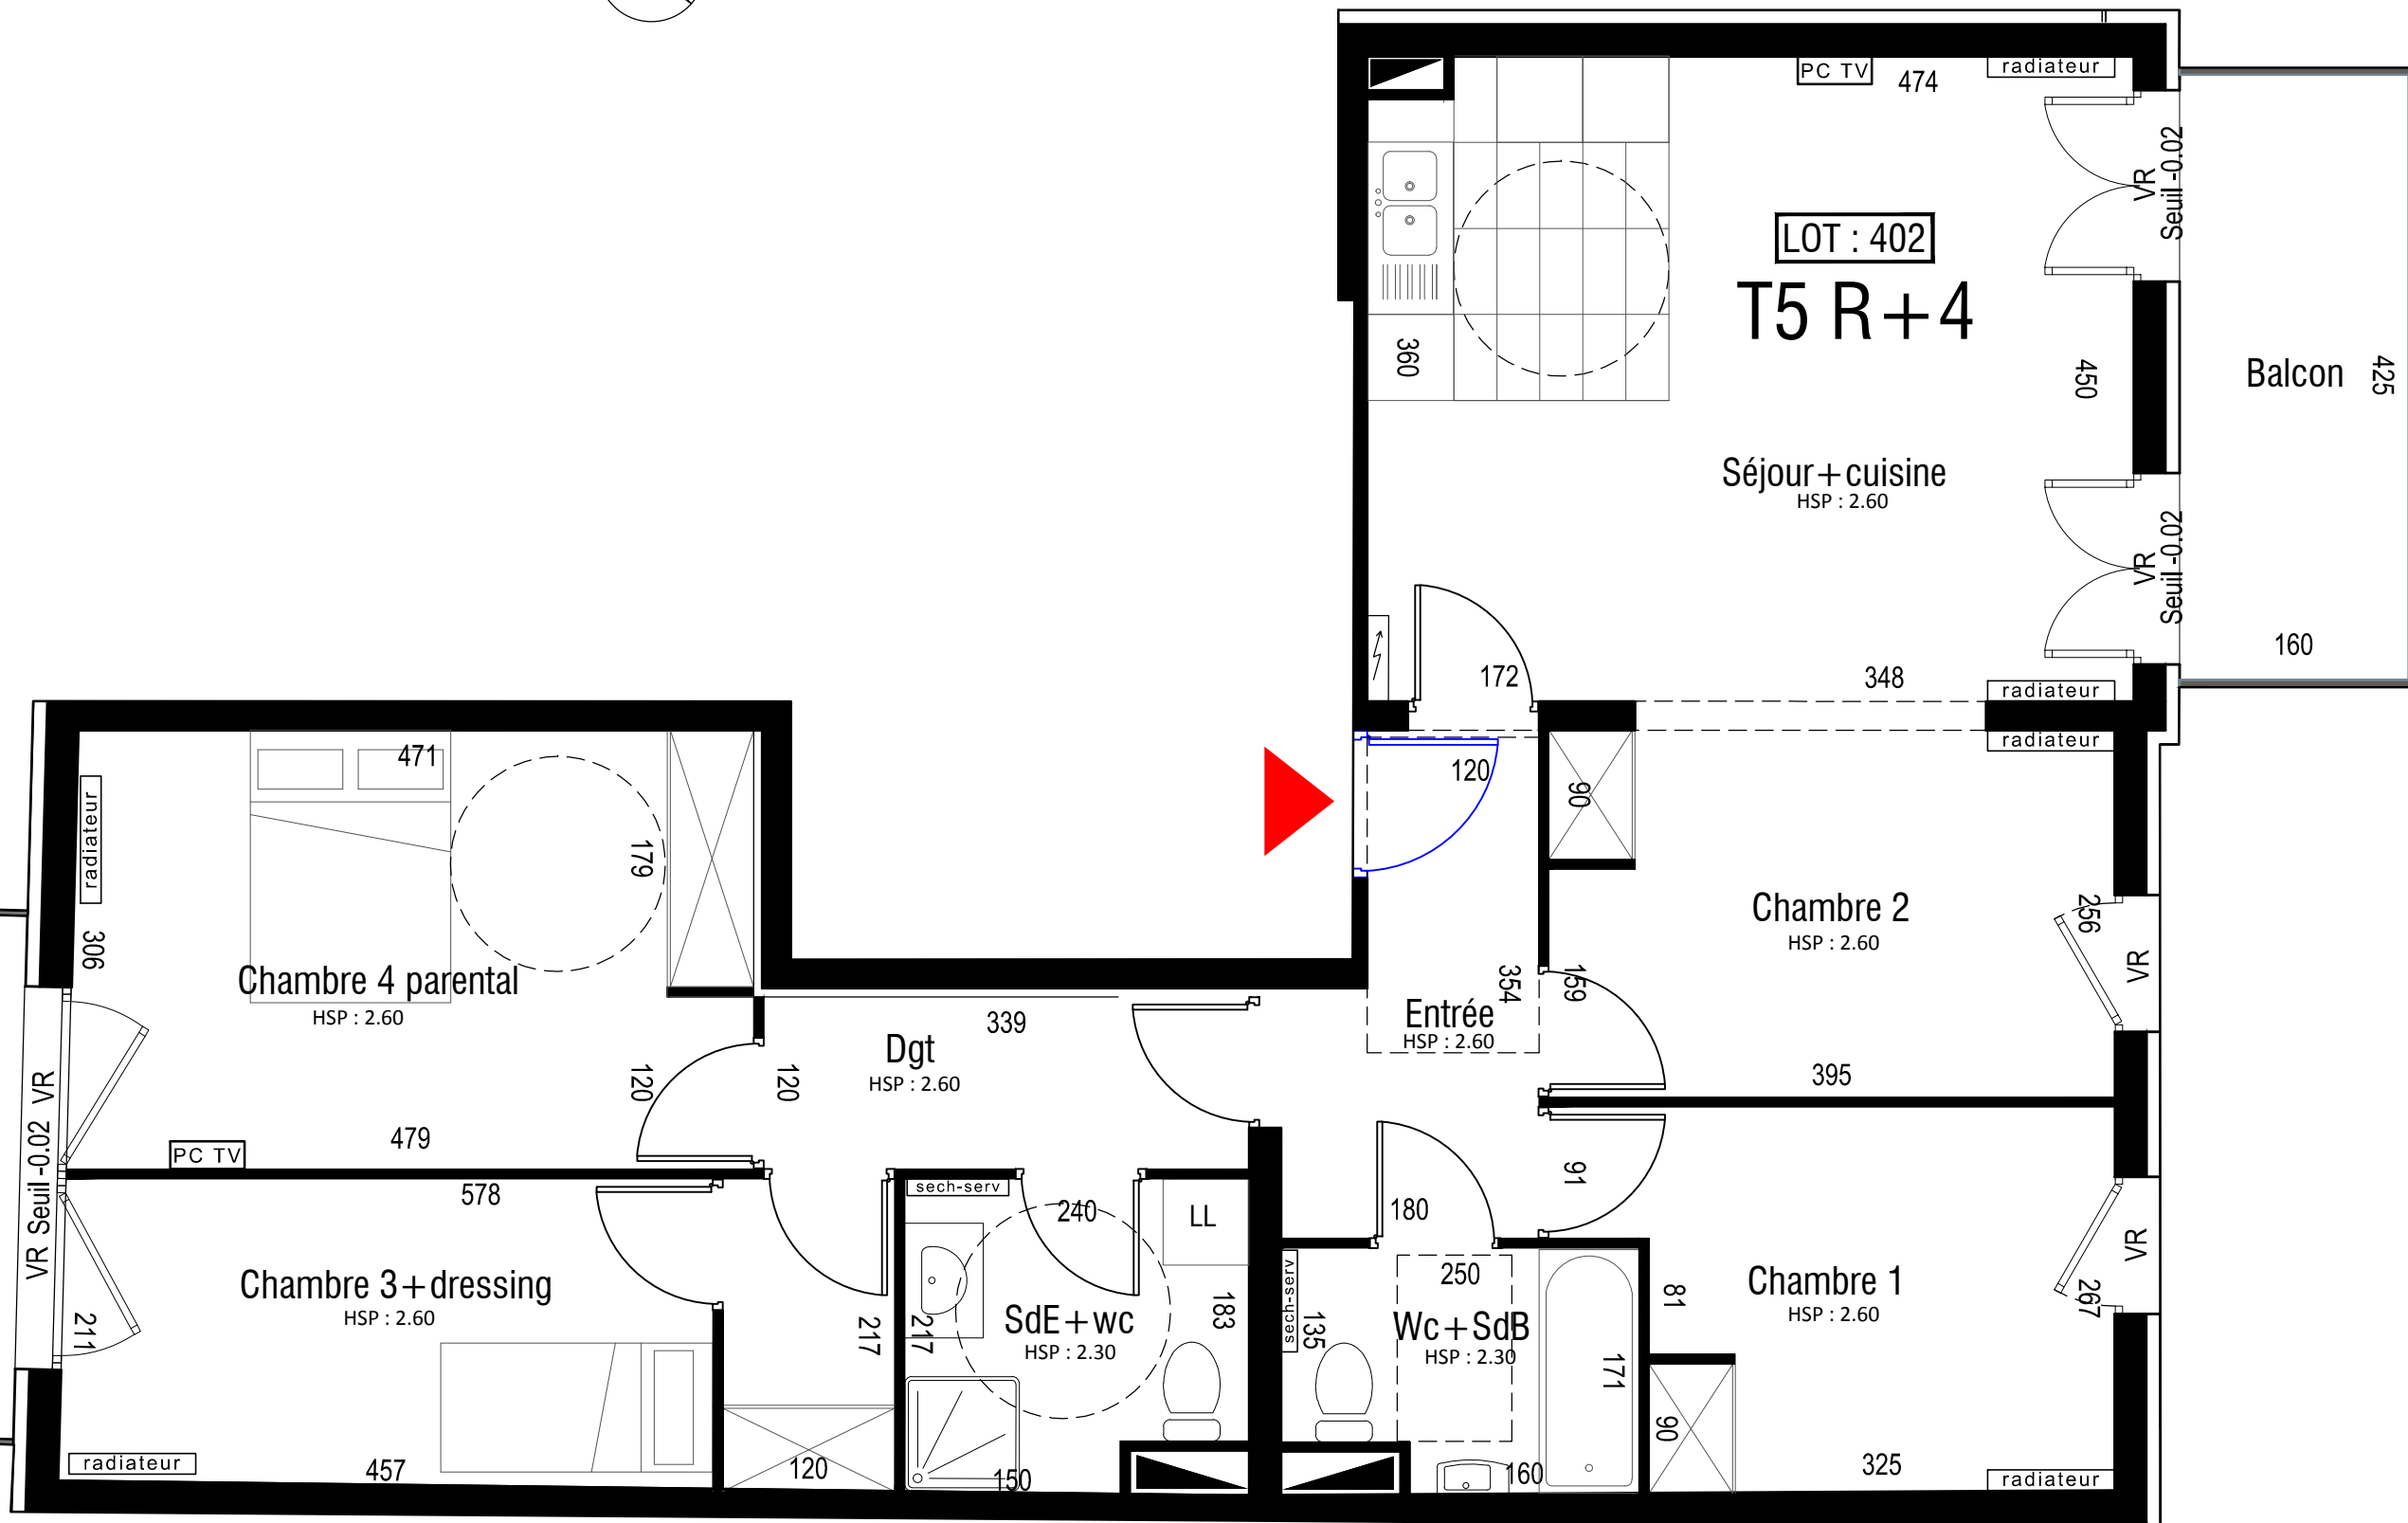 PC TV
474
radiateur
VR
Seuil -0.02
LOT : 402
T5 R+4
360
450
Balcon
425
Séjour+cuisine
HSP : 2.60
VR
Seuil -0.02
160
172
348
radiateur
radiateur
120
90
471
radiateur
179
306
Chambre 4 parental
HSP : 2.60
Chambre 2
HSP : 2.60
256
VR
354
159
Entrée
HSP : 2.60
339
Dgt
HSP : 2.60
120
120
395
479
PC TV
VR Seuil -0.02 VR
578
sech-serv
240
LL
180
91
Chambre 3+dressing
HSP : 2.60
211
217
217
SdE+wc
HSP : 2.30
183
sech-serv
135
250
Wc+SdB
HSP : 2.30
171
81
Chambre 1
HSP : 2.60
267
VR
90
radiateur
457
120
150
160
325
radiateur